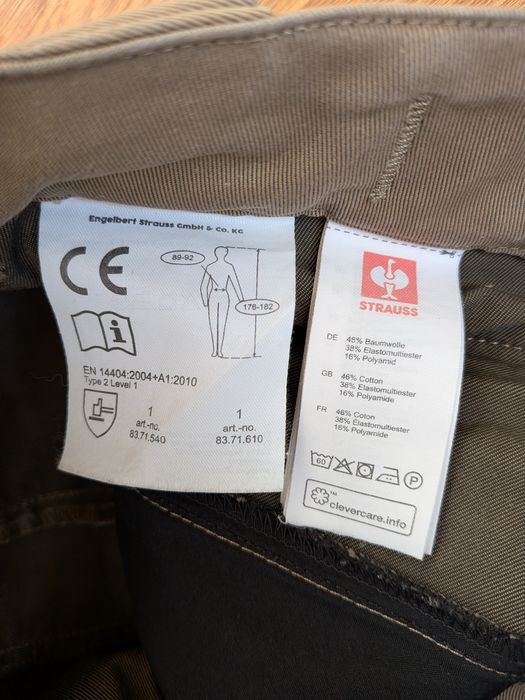 Engelbert Strauss GmbH & Co. KG
CE
89-92
176-182
i
EN 14404:2004+A1:2010
Type 2 Level 1
1
art.-no.
83.71.540
1
art.-no.
83.71.610
STRAUSS
DE 46% Baumwolle
38% Elastomultiester
16% Polyamid
GB 46% Cotton
38% Elastomultiester
16% Polyamide
FR 46% Coton
38% Élastomultiester
16% Polyamide
60 P
™
clevercare.info